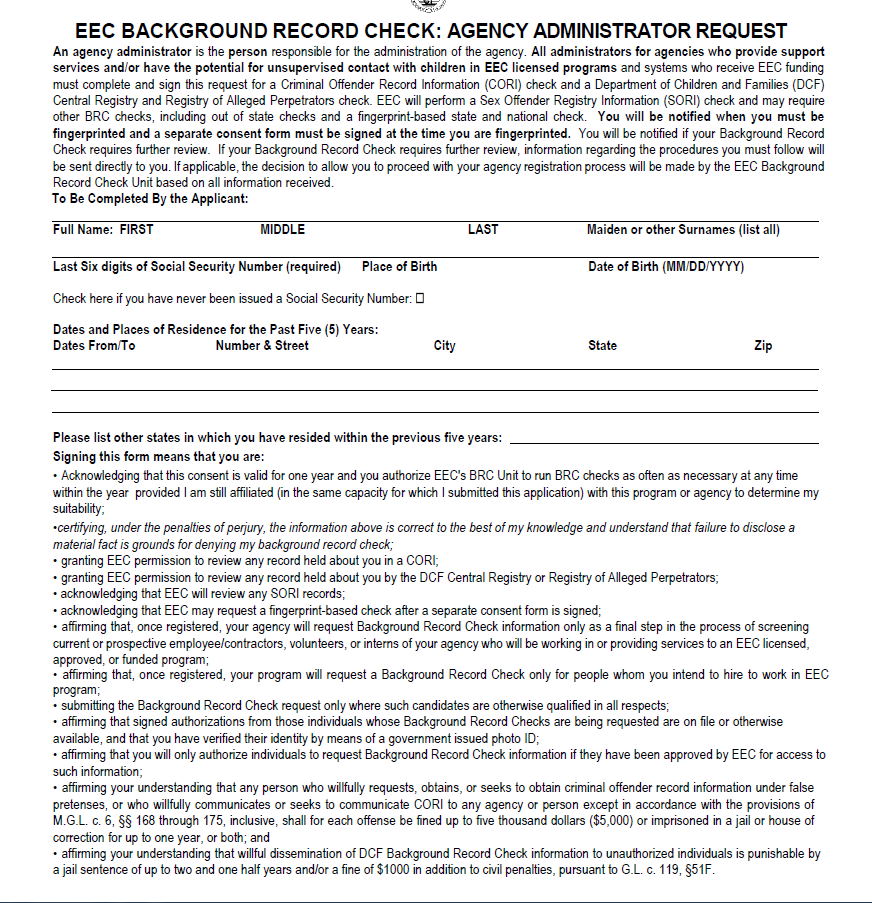 EEC BACKGROUND RECORD CHECK: AGENCY ADMINISTRATOR REQUEST
An agency administrator is the person responsible for the administration of the agency. All administrators for agencies who provide support
services and/or have the potential for unsupervised contact with children in EEC licensed programs and systems who receive EEC funding
must complete and sign this request for a Criminal Offender Record Information (CORI) check and a Department of Children and Families (DCF)
Central Registry and Registry of Alleged Perpetrators check. EEC will perform a Sex Offender Registry Information (SORI) check and may require
other BRC checks, including out of state checks and a fingerprint-based state and national check. You will be notified when you must be
fingerprinted and a separate consent form must be signed at the time you are fingerprinted. You will be notified if your Background Record
Check requires further review. If your Background Record Check requires further review, information regarding the procedures you must follow will
be sent directly to you. If applicable, the decision to allow you to proceed with your agency registration process will be made by the EEC Background
Record Check Unit based on all information received.
To Be Completed By the Applicant:
Full Name: FIRST MIDDLE LAST Maiden or other Surnames (list all)
Last Six digits of Social Security Number (required) Place of Birth Date of Birth (MM/DD/YYYY)
Check here if you have never been issued a Social Security Number: □
Dates and Places of Residence for the Past Five (5) Years:
Dates From/To Number & Street City State Zip
Please list other states in which you have resided within the previous five years:
Signing this form means that you are:
• Acknowledging that this consent is valid for one year and you authorize EEC's BRC Unit to run BRC checks as often as necessary at any time
within the year provided I am still affiliated (in the same capacity for which I submitted this application) with this program or agency to determine my
suitability;
•certifying, under the penalties of perjury, the information above is correct to the best of my knowledge and understand that failure to disclose a
material fact is grounds for denying my background record check;
• granting EEC permission to review any record held about you in a CORI;
• granting EEC permission to review any record held about you by the DCF Central Registry or Registry of Alleged Perpetrators;
• acknowledging that EEC will review any SORI records;
• acknowledging that EEC may request a fingerprint-based check after a separate consent form is signed;
• affirming that, once registered, your agency will request Background Record Check information only as a final step in the process of screening
current or prospective employee/contractors, volunteers, or interns of your agency who will be working in or providing services to an EEC licensed,
approved, or funded program;
• affirming that, once registered, your program will request a Background Record Check only for people whom you intend to hire to work in EEC
program;
• submitting the Background Record Check request only where such candidates are otherwise qualified in all respects;
• affirming that signed authorizations from those individuals whose Background Record Checks are being requested are on file or otherwise
available, and that you have verified their identity by means of a government issued photo ID;
• affirming that you will only authorize individuals to request Background Record Check information if they have been approved by EEC for access to
such information;
• affirming your understanding that any person who willfully requests, obtains, or seeks to obtain criminal offender record information under false
pretenses, or who willfully communicates or seeks to communicate CORI to any agency or person except in accordance with the provisions of
M.G.L. c. 6, §§ 168 through 175, inclusive, shall for each offense be fined up to five thousand dollars ($5,000) or imprisoned in a jail or house of
correction for up to one year, or both; and
• affirming your understanding that willful dissemination of DCF Background Record Check information to unauthorized individuals is punishable by
a jail sentence of up to two and one half years and/or a fine of $1000 in addition to civil penalties, pursuant to G.L. c. 119, §51F.